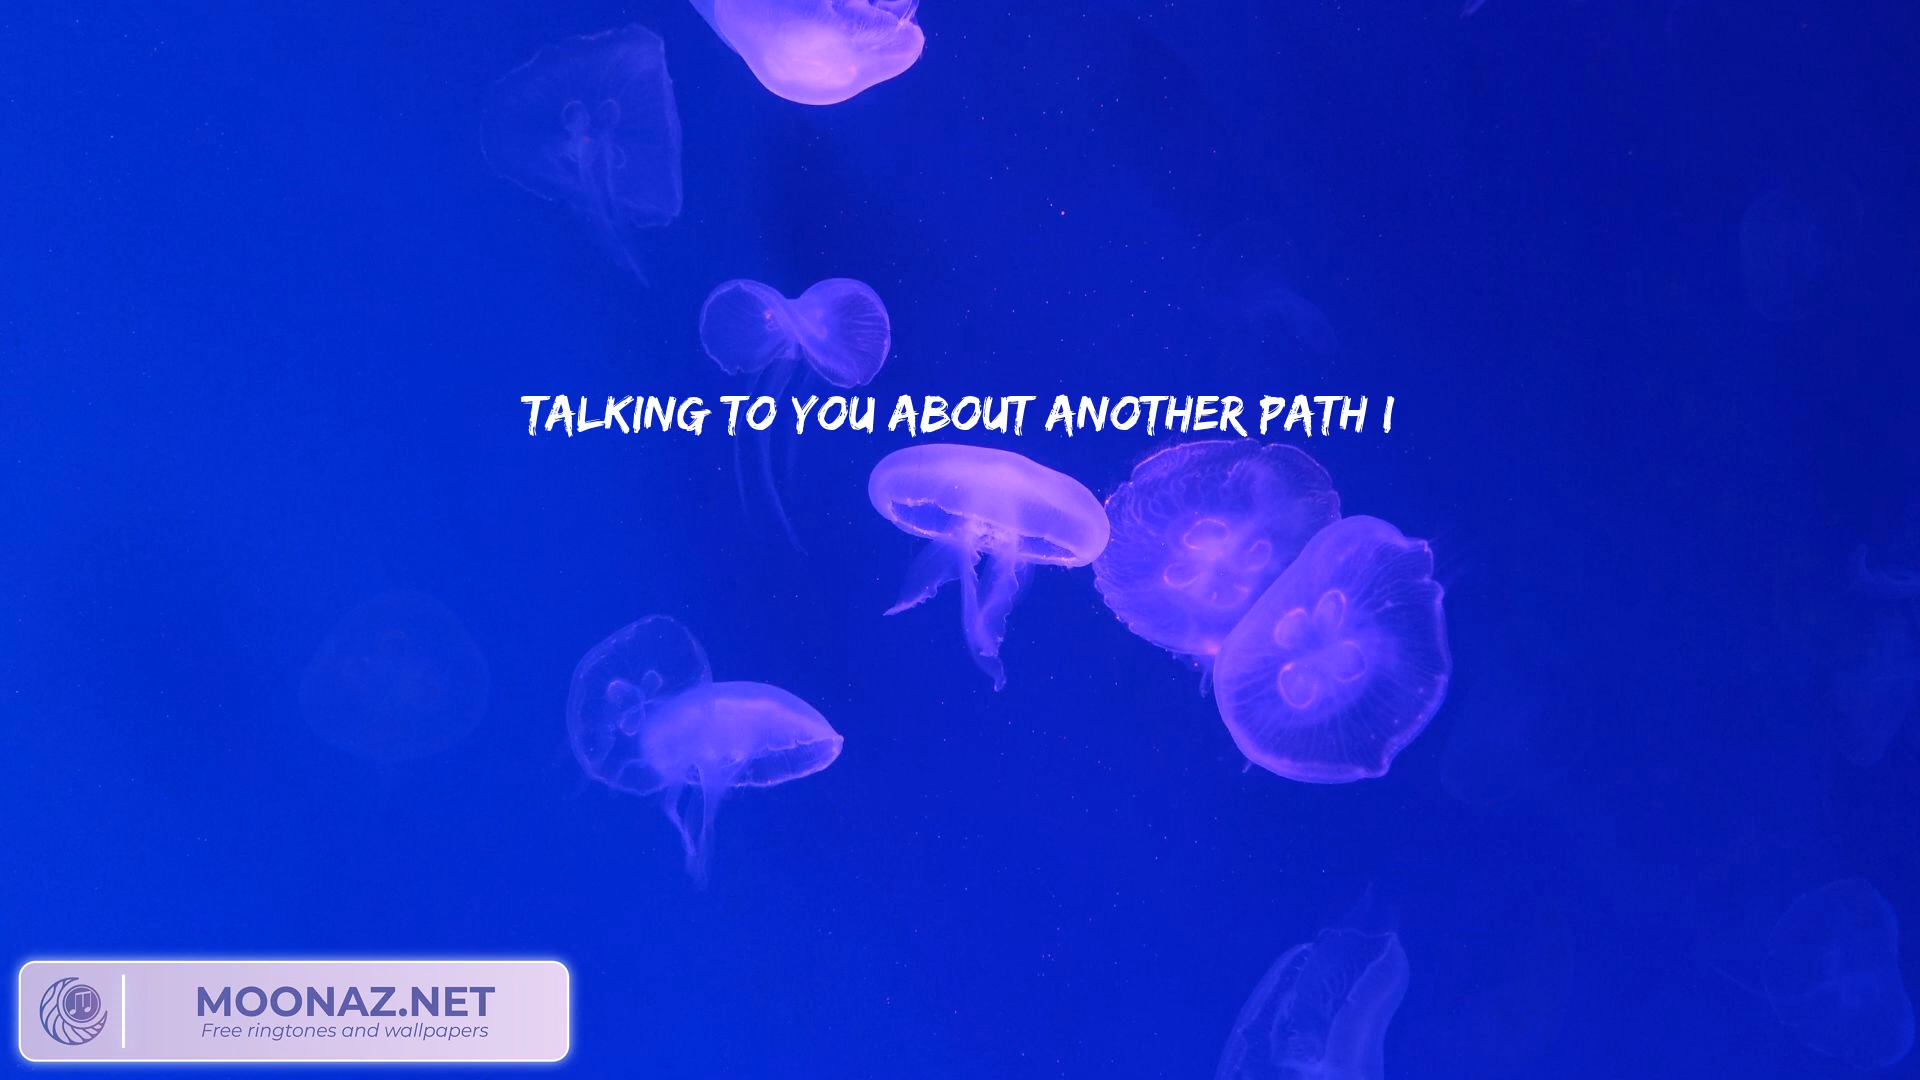 TALKING TO YOU ABOUT ANOTHER PATH I
MOONAZ.NET
Free ringtones and wallpapers